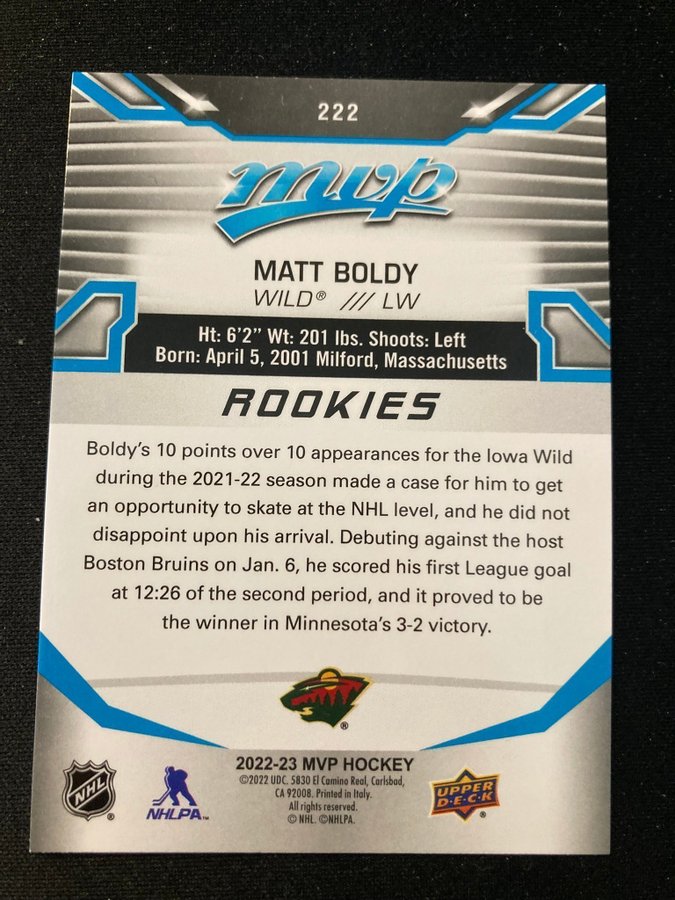 222
mvp
MATT BOLDY
WILD® /// LW
Ht: 6'2" Wt: 201 lbs. Shoots: Left
Born: April 5, 2001 Milford, Massachusetts
ROOKIES
Boldy's 10 points over 10 appearances for the Iowa Wild
during the 2021-22 season made a case for him to get
an opportunity to skate at the NHL level, and he did not
disappoint upon his arrival. Debuting against the host
Boston Bruins on Jan. 6, he scored his first League goal
at 12:26 of the second period, and it proved to be
the winner in Minnesota's 3-2 victory.
®
2022-23 MVP HOCKEY
©2022 UDC. 5830 El Camino Real, Carlsbad,
CA 92008. Printed in Italy.
All rights reserved.
© NHL. ©NHLPA.
NHL ®
NHLPA™
UPPER
D·E·C·K
®